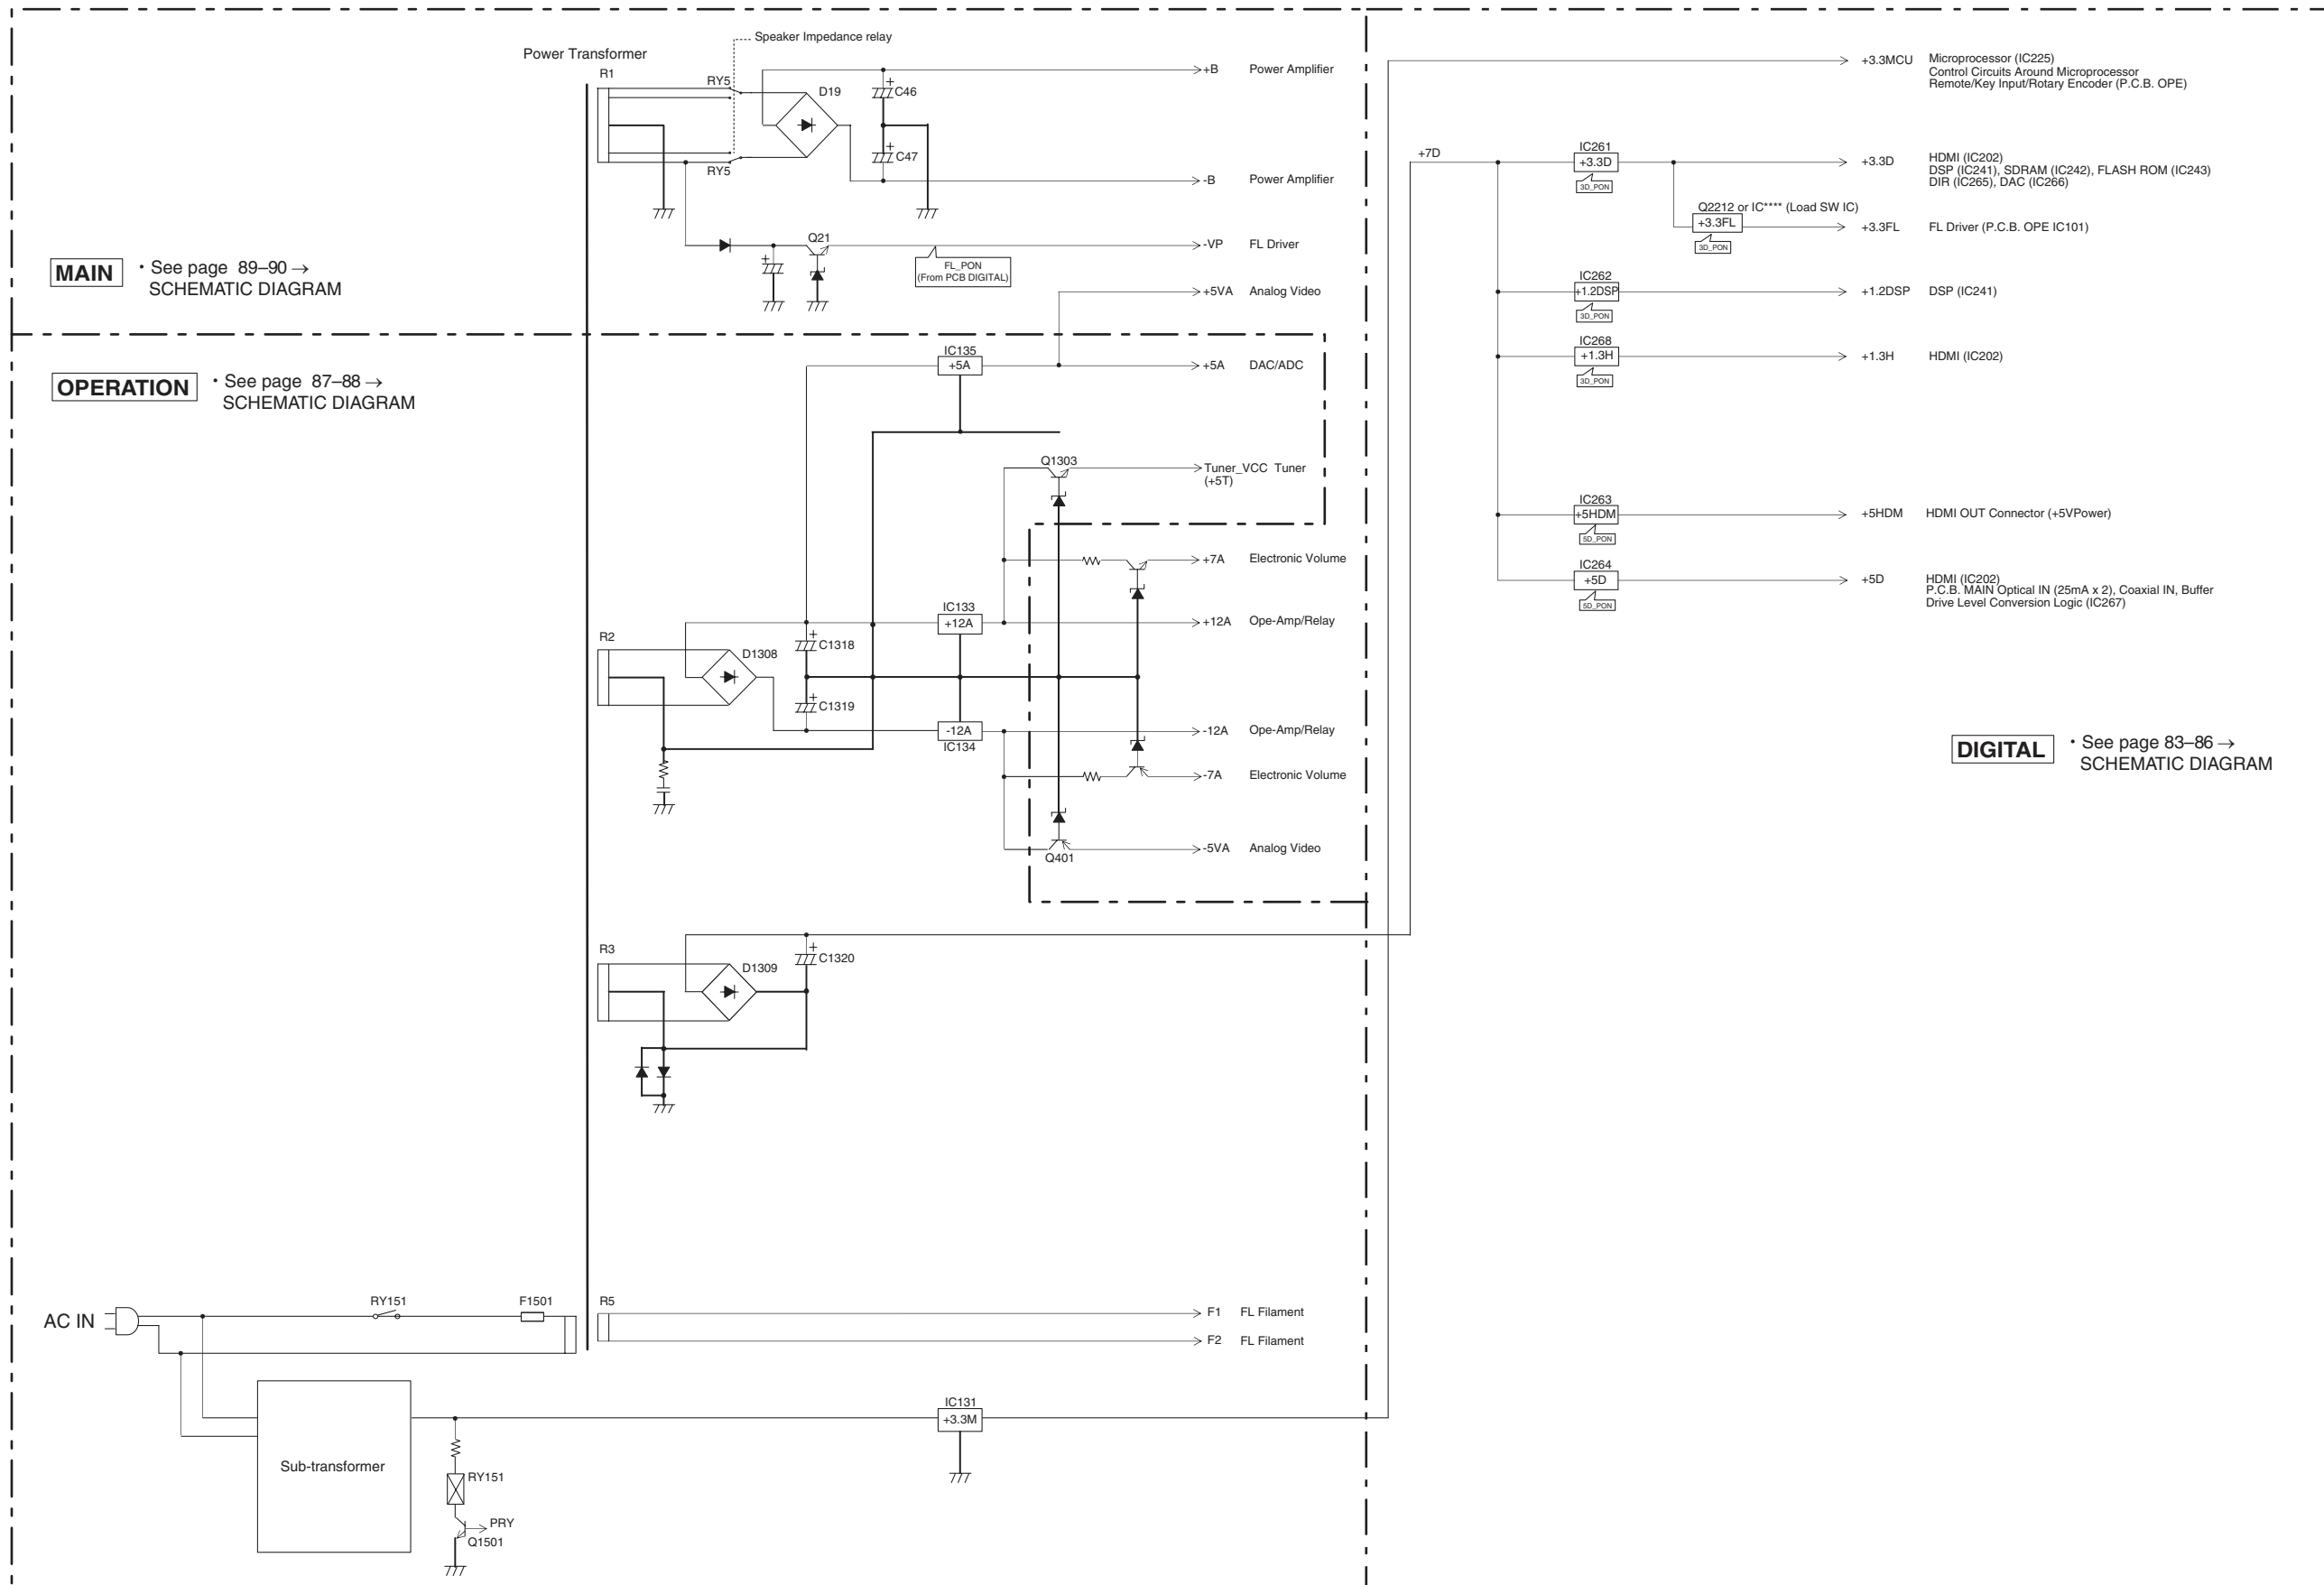 Power Transformer
Speaker Impedance relay
R1
RY5
RY5
D19
+
C46
+
C47
+B Power Amplifier
-B Power Amplifier
Q21
+
-VP FL Driver
FL_PON
(From PCB DIGITAL)
+5VA Analog Video
MAIN
• See page 89–90 →
SCHEMATIC DIAGRAM
OPERATION
• See page 87–88 →
SCHEMATIC DIAGRAM
IC135
+5A
+5A DAC/ADC
Q1303
Tuner_VCC Tuner
(+5T)
+7A Electronic Volume
IC133
+12A
+12A Ope-Amp/Relay
R2
D1308
+
C1318
+
C1319
-12A
IC134
-12A Ope-Amp/Relay
-7A Electronic Volume
Q401
-5VA Analog Video
R3
D1309
+
C1320
AC IN
RY151
F1501
R5
F1 FL Filament
F2 FL Filament
Sub-transformer
RY151
PRY
Q1501
IC131
+3.3M
+3.3MCU Microprocessor (IC225)
Control Circuits Around Microprocessor
Remote/Key Input/Rotary Encoder (P.C.B. OPE)
+7D
IC261
+3.3D
3D_PON
+3.3D HDMI (IC202)
DSP (IC241), SDRAM (IC242), FLASH ROM (IC243)
DIR (IC265), DAC (IC266)
Q2212 or IC**** (Load SW IC)
+3.3FL
3D_PON
+3.3FL FL Driver (P.C.B. OPE IC101)
IC262
+1.2DSP
3D_PON
+1.2DSP DSP (IC241)
IC268
+1.3H
3D_PON
+1.3H HDMI (IC202)
IC263
+5HDM
5D_PON
+5HDM HDMI OUT Connector (+5VPower)
IC264
+5D
5D_PON
+5D HDMI (IC202)
P.C.B. MAIN Optical IN (25mA x 2), Coaxial IN, Buffer
Drive Level Conversion Logic (IC267)
DIGITAL
• See page 83–86 →
SCHEMATIC DIAGRAM